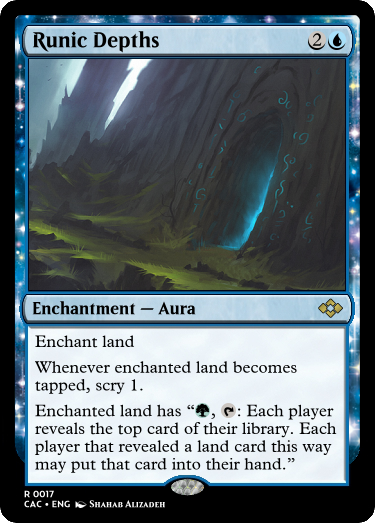 Runic Depths 2
Enchantment — Aura
Enchant land
Whenever enchanted land becomes
tapped, scry 1.
Enchanted land has “, : Each player
reveals the top card of their library. Each
player that revealed a land card this way
may put that card into their hand.”
R 0017
CAC • ENG Shahab Alizadeh